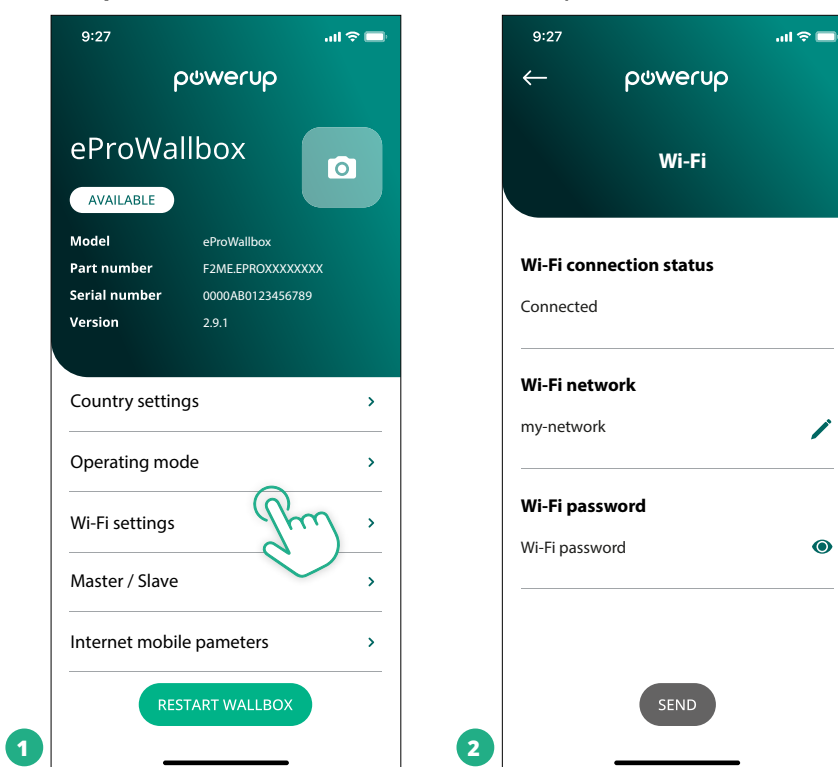 9:27
powerup
eProWallbox
AVAILABLE
Model eProWallbox
Part number F2ME.EPROXXXXXXX
Serial number 0000AB0123456789
Version 2.9.1
Country settings
Operating mode
Wi-Fi settings
Master / Slave
Internet mobile pameters
RESTART WALLBOX
1
9:27
powerup
Wi-Fi
Wi-Fi connection status
Connected
Wi-Fi network
my-network
Wi-Fi password
Wi-Fi password
SEND
2